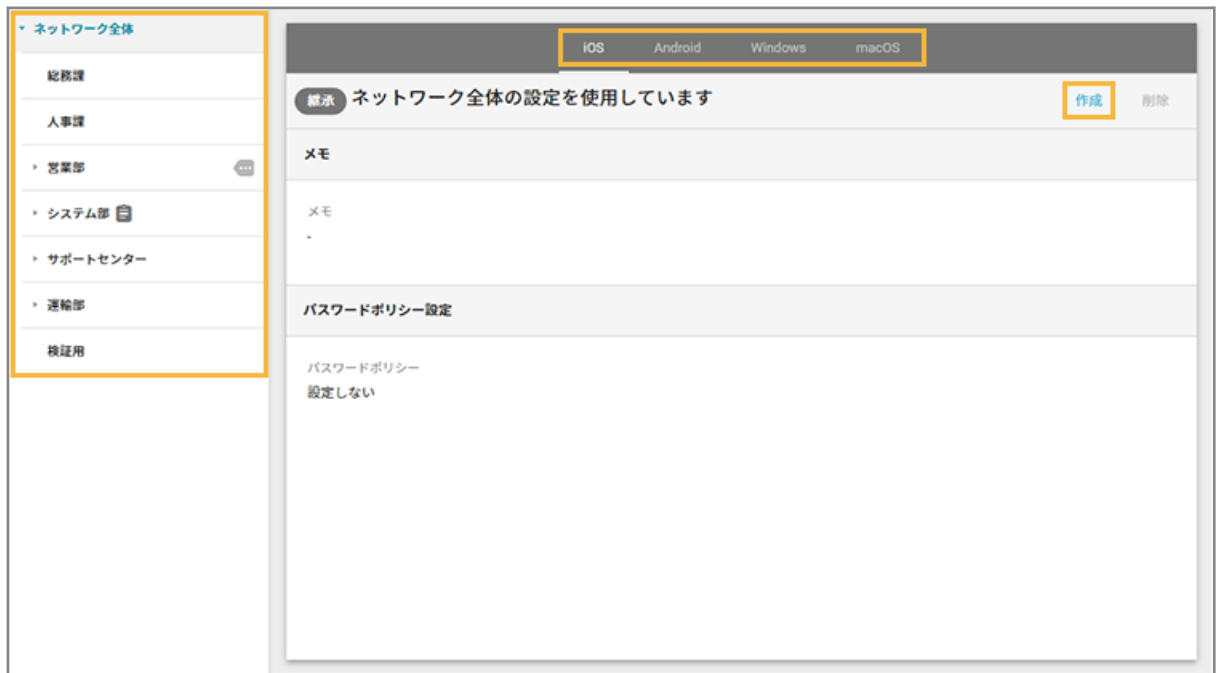 ネットワーク全体
総務課
人事課
営業部
システム部
サポートセンター
運輸部
検証用
iOS Android Windows macOS
継承 ネットワーク全体の設定を使用しています 作成 削除
メモ
メモ
-
パスワードポリシー設定
パスワードポリシー
設定しない